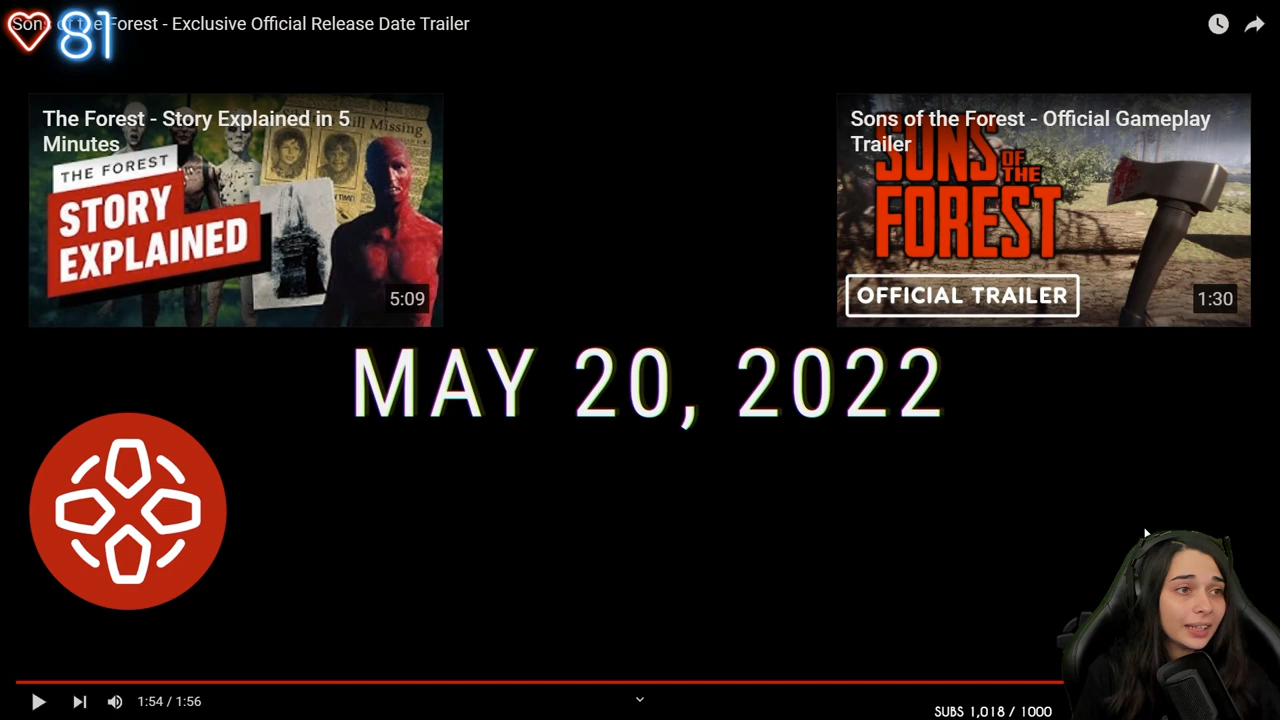 Sons of the Forest - Exclusive Official Release Date Trailer
81
The Forest - Story Explained in 5
Minutes
THE FOREST
STORY
EXPLAINED
5:09
Sons of the Forest - Official Gameplay
Trailer
SONS OF THE
FOREST
OFFICIAL TRAILER
1:30
MAY 20, 2022
1:54 / 1:56
SUBS 1,018 / 1000